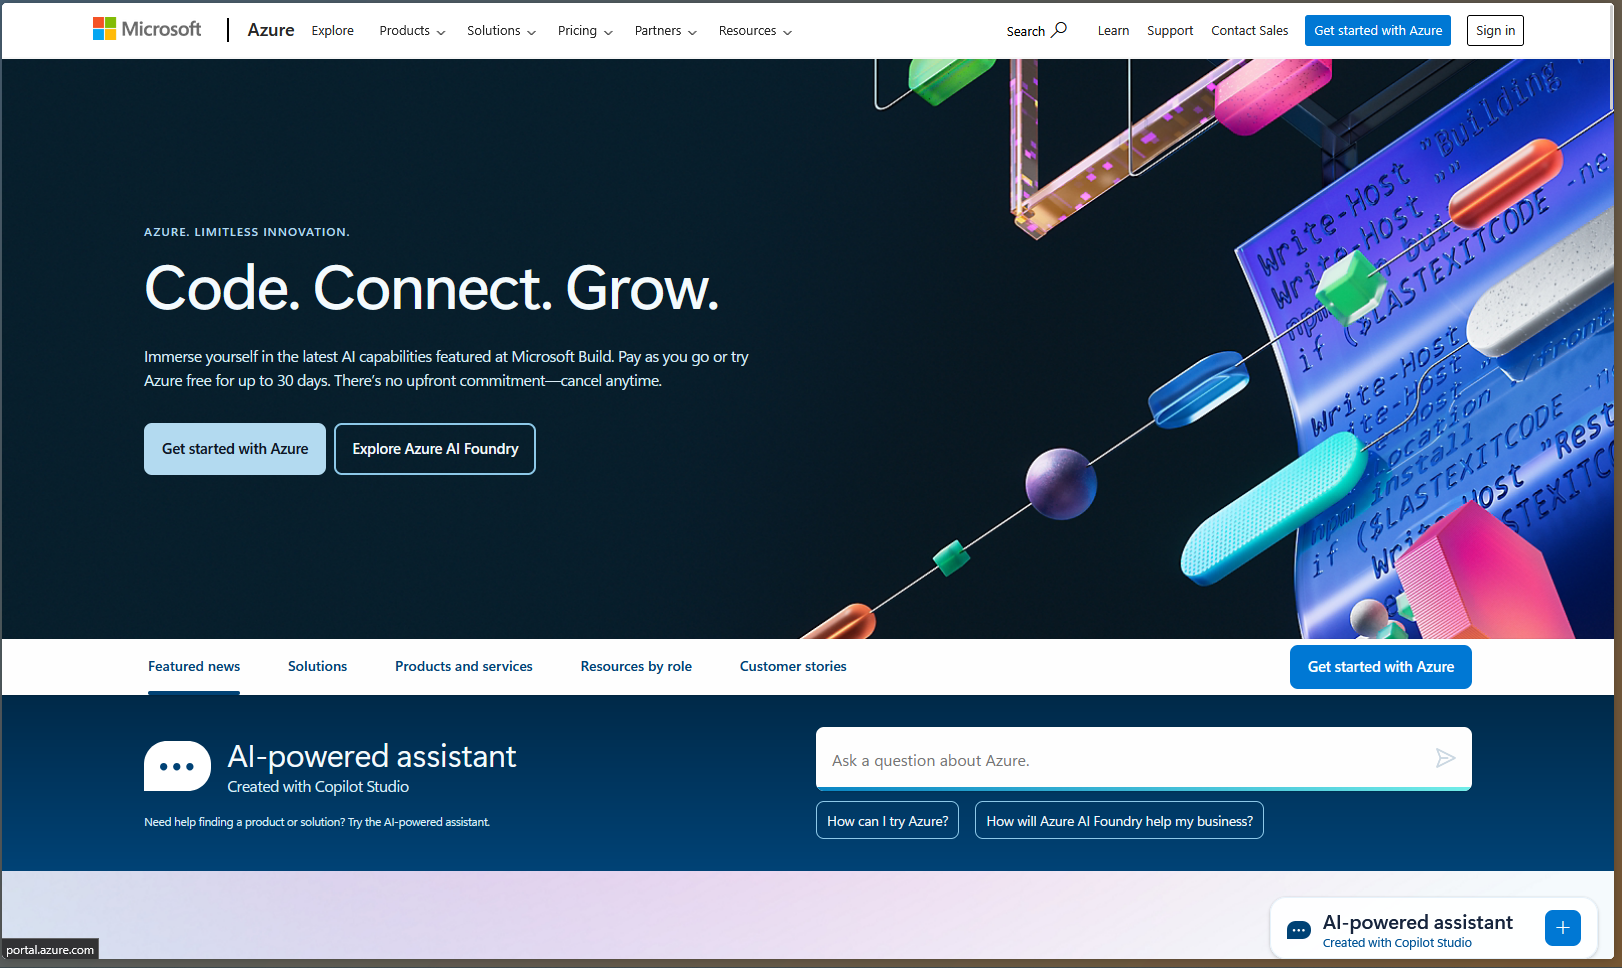 Microsoft
Azure
Explore
Products
Solutions
Pricing
Partners
Resources
Search
Learn
Support
Contact Sales
Get started with Azure
Sign in
AZURE. LIMITLESS INNOVATION.
Code. Connect. Grow.
Immerse yourself in the latest AI capabilities featured at Microsoft Build. Pay as you go or try
Azure free for up to 30 days. There’s no upfront commitment—cancel anytime.
Get started with Azure
Explore Azure AI Foundry
Write-Host "Building
Write-Host ""
if ($LASTEXITCODE -ne
Write-Host
npm install
if ($LASTEXITCODE -ne
Write-Host "Rest
Featured news
Solutions
Products and services
Resources by role
Customer stories
Get started with Azure
AI-powered assistant
Created with Copilot Studio
Need help finding a product or solution? Try the AI-powered assistant.
Ask a question about Azure.
How can I try Azure?
How will Azure AI Foundry help my business?
AI-powered assistant
Created with Copilot Studio
portal.azure.com